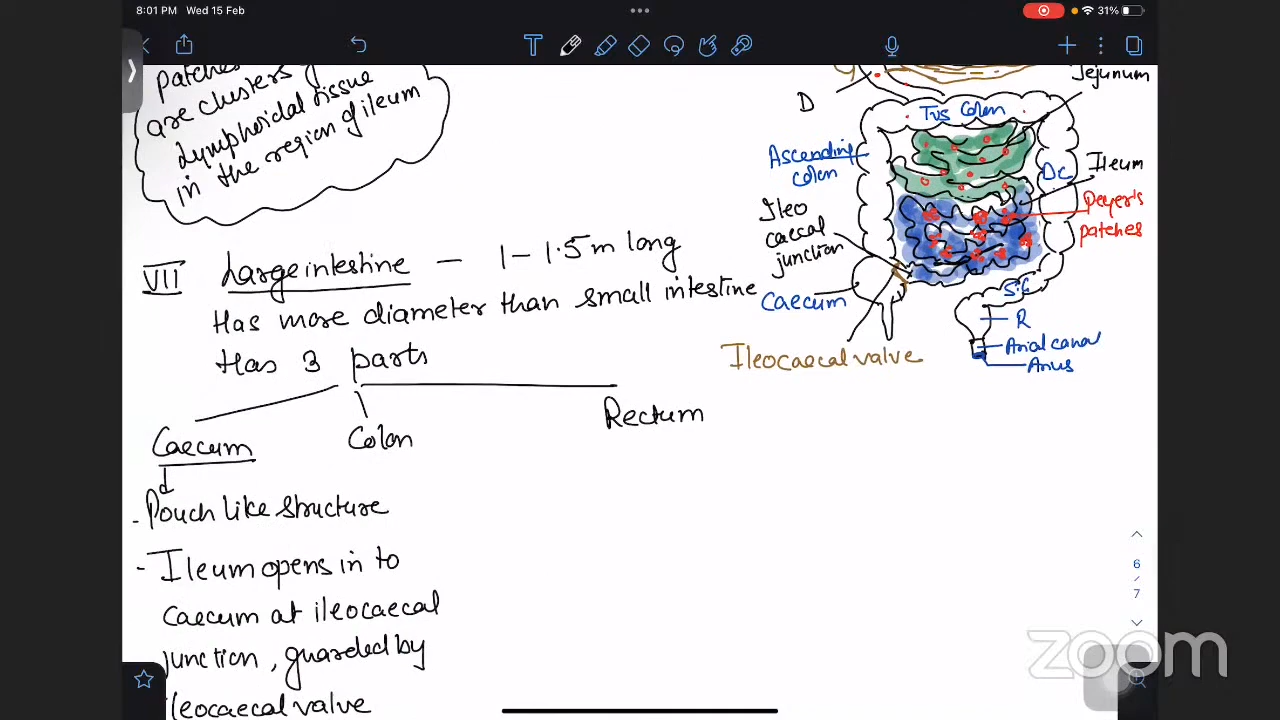 8:01 PM Wed 15 Feb
31%
patches
are clusters of
lymphoidal tissue
in the region of ileum
VII Large intestine - 1-1.5m long
Has more diameter than small intestine
Has 3 parts
Caecum
Colon
Rectum
- Pouch like structure
- Ileum opens in to
Caecum at ileocaecal
junction, guarded by
ileocaecal valve
Jejunum
D
Tvs Colon
Ascending
colon
DC
Ileum
Peyer's
patches
Ileo
caecal
junction
Caecum
S.C
R
Anal canal
Anus
Ileocaecal valve
6
/
7
zoom